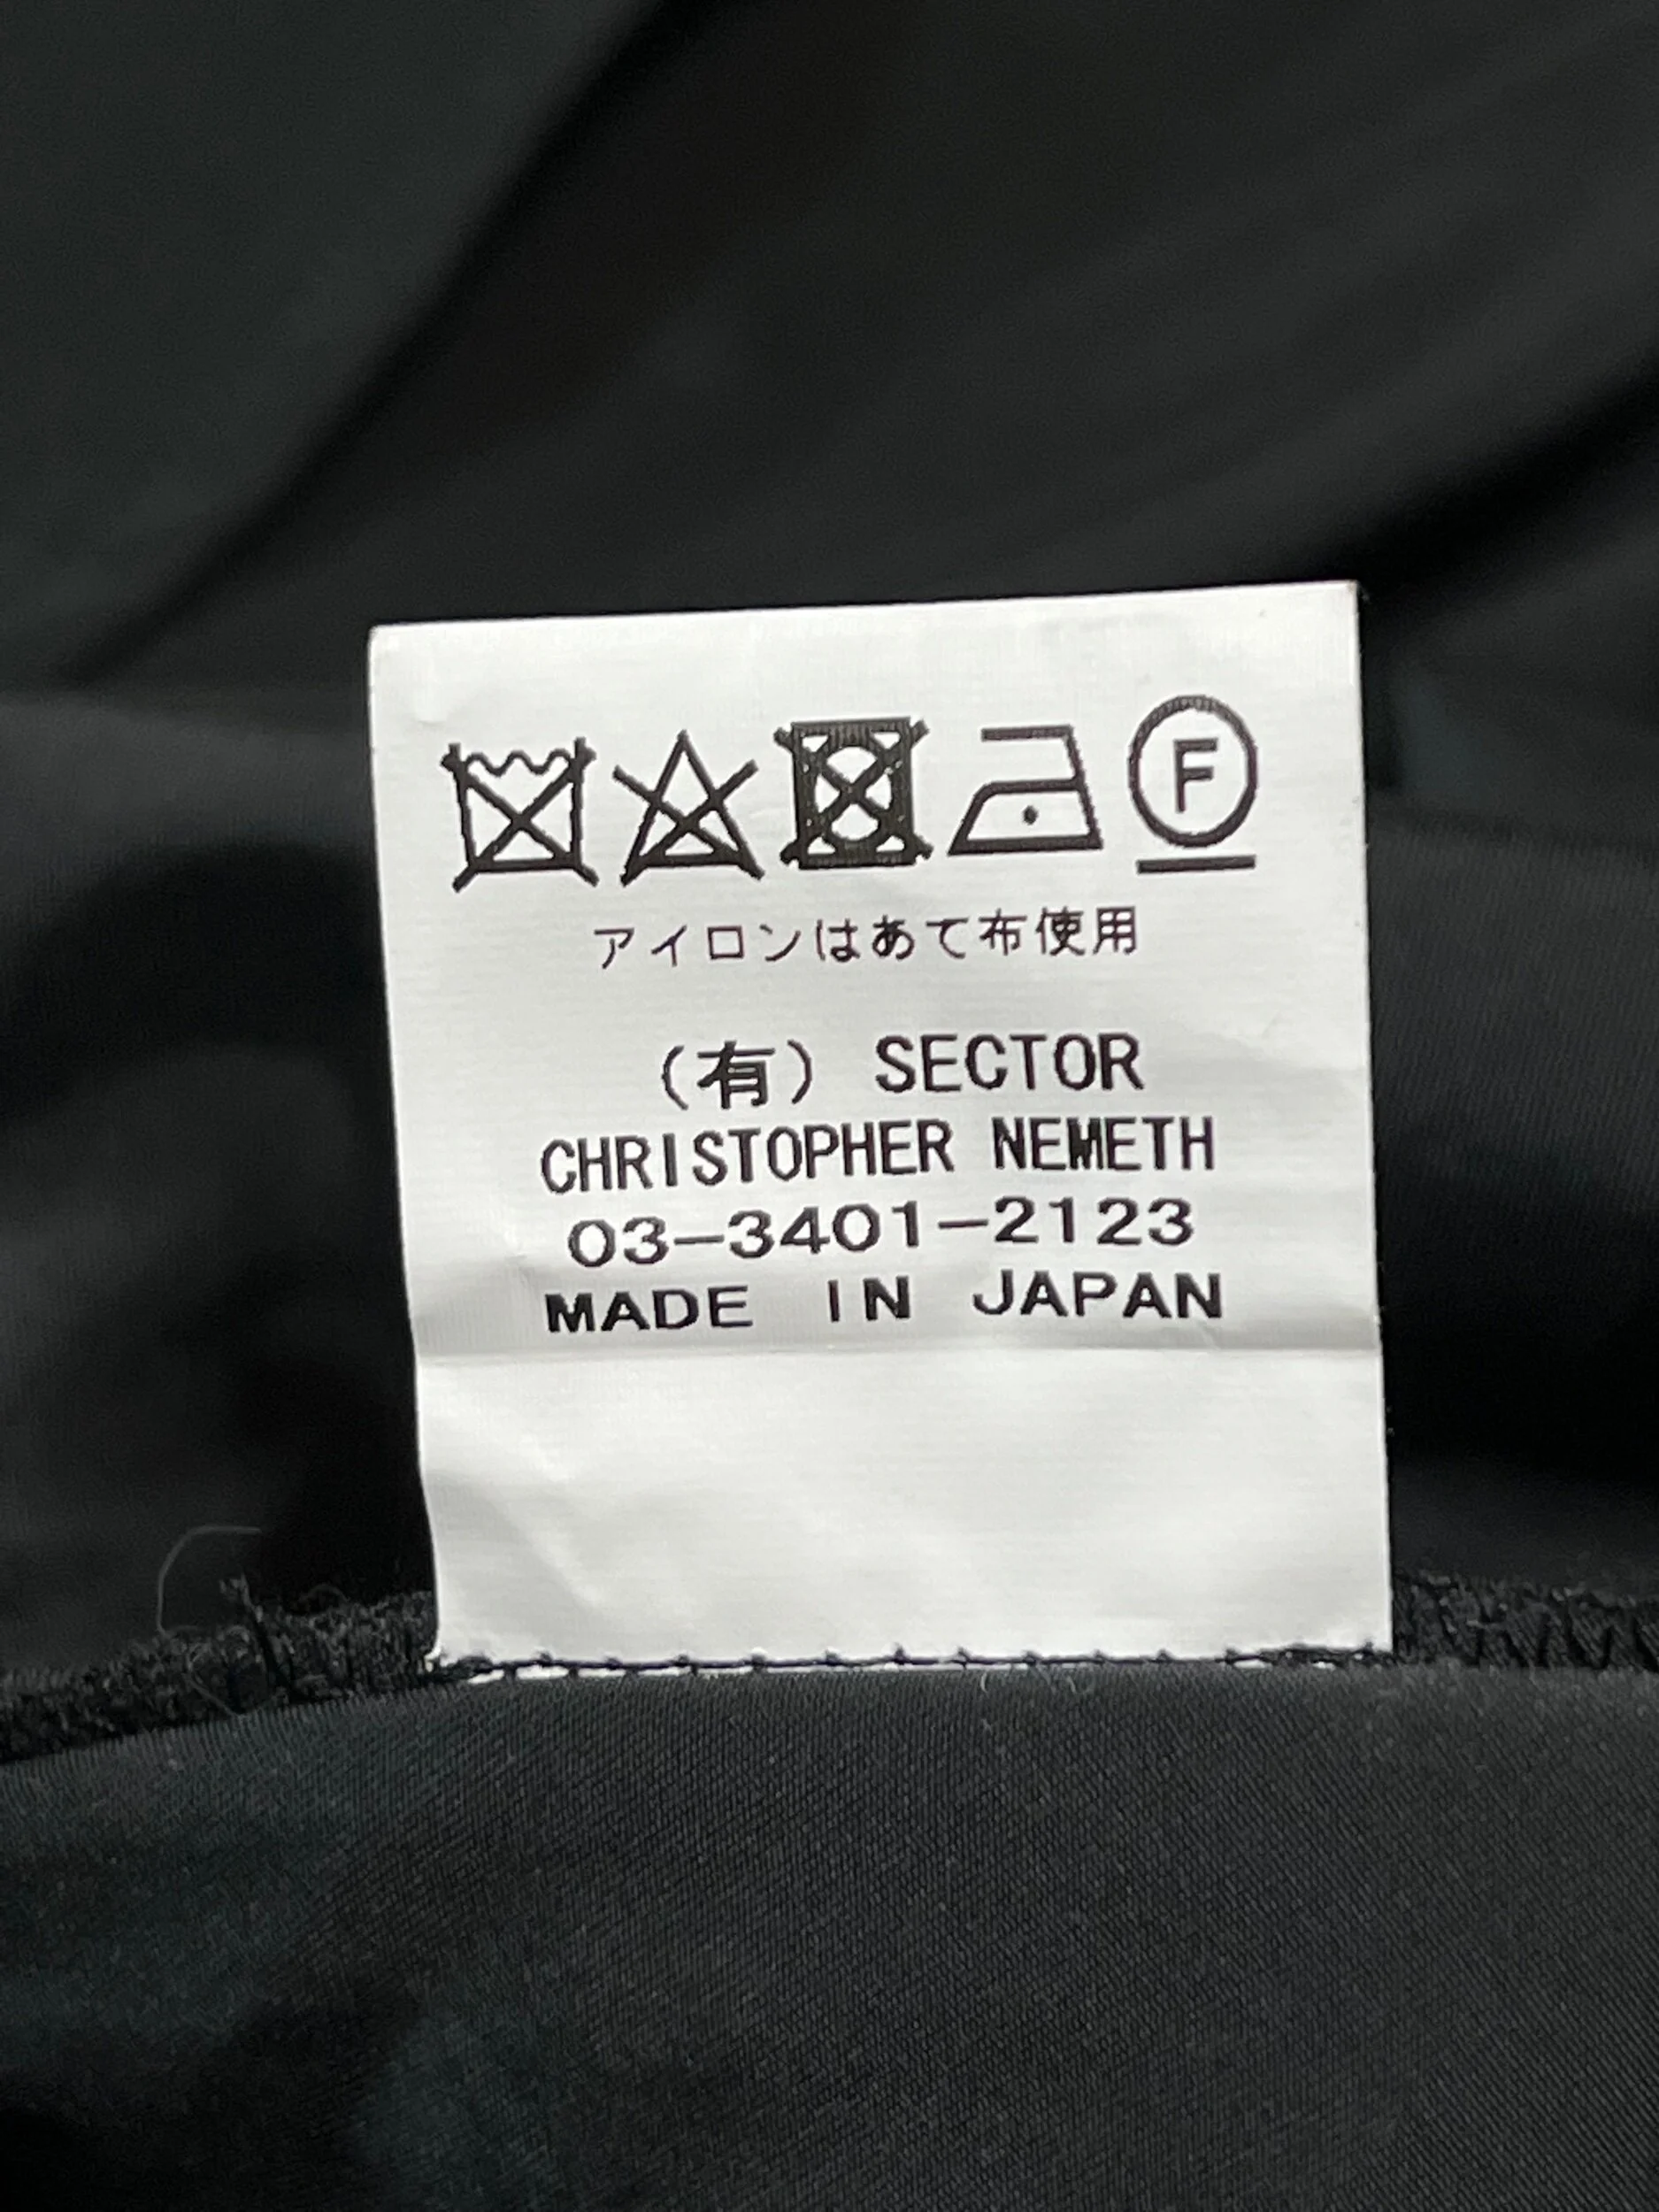 F
アイロンはあて布使用
（有） SECTOR
CHRISTOPHER NEMETH
03-3401-2123
MADE IN JAPAN